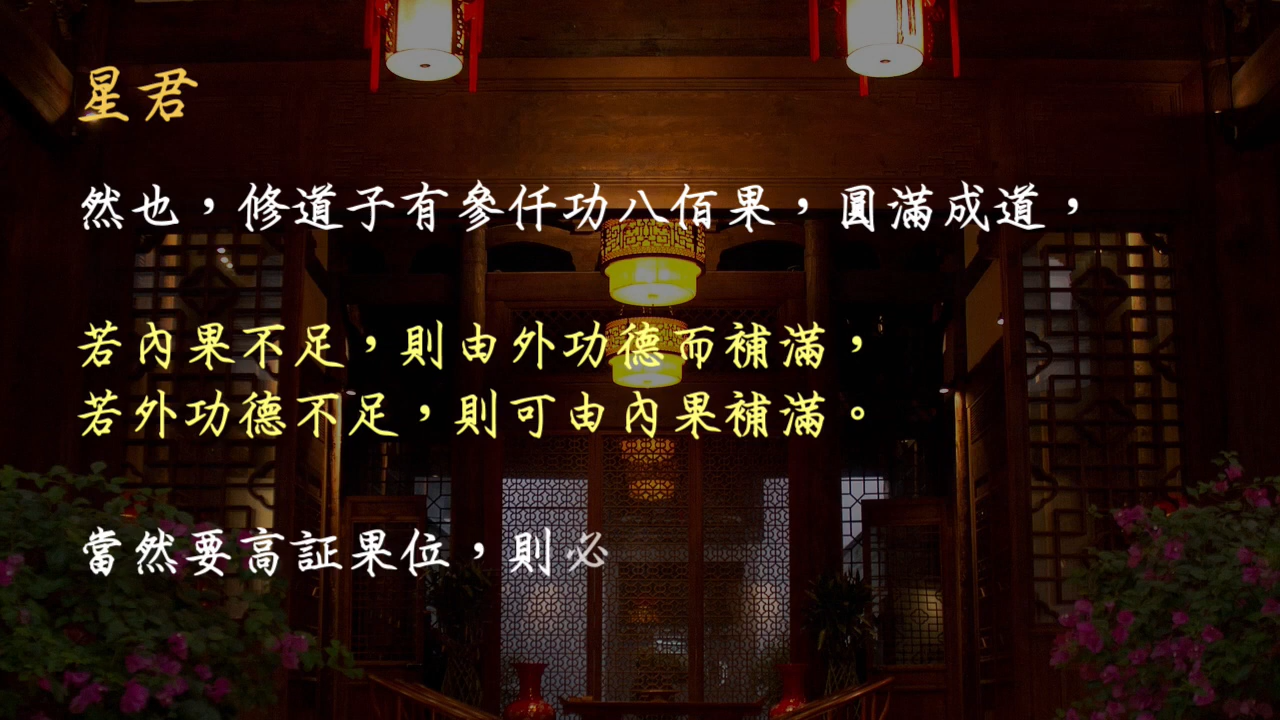 星君
然也，修道子有參仟功八佰果，圓滿成道，
若內果不足，則由外功德而補滿，
若外功德不足，則可由內果補滿。
當然要高証果位，則必